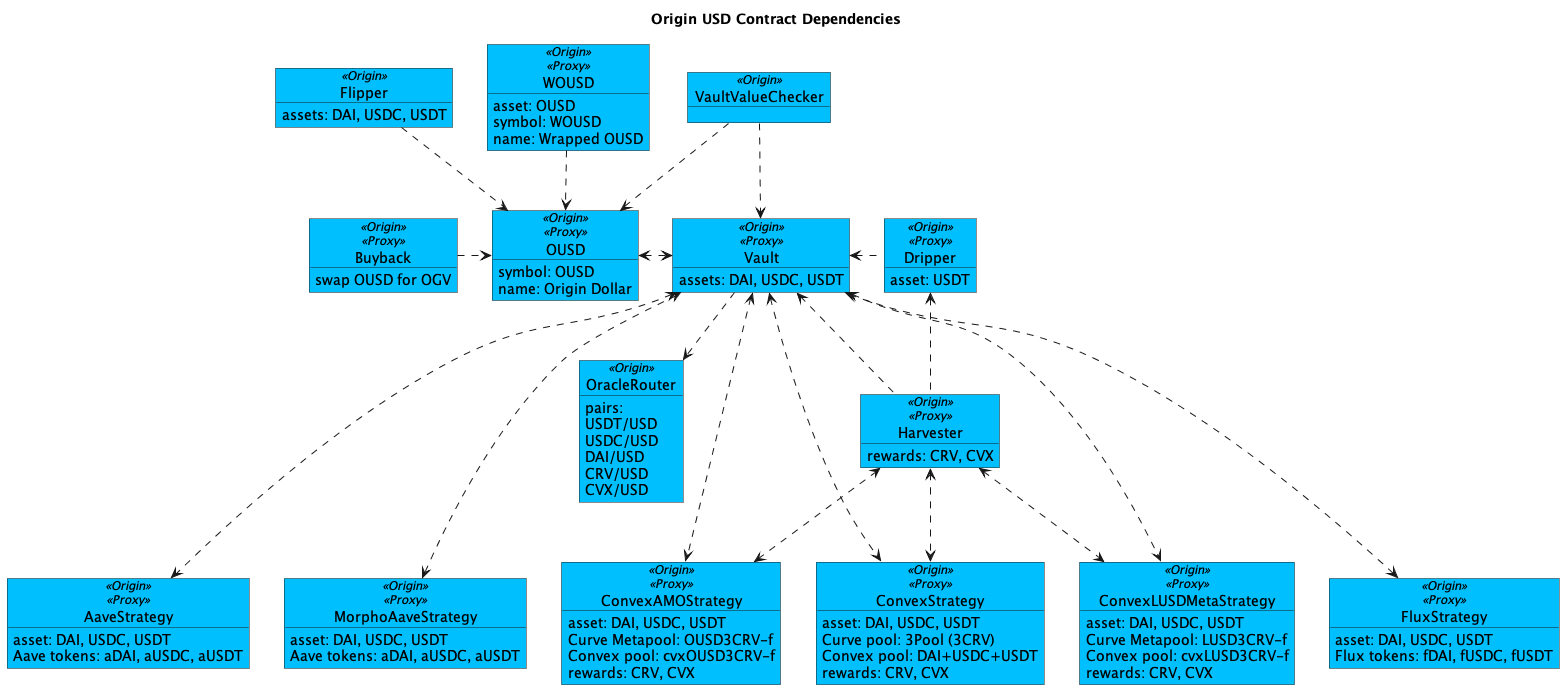 Origin USD Contract Dependencies
«Origin»
Flipper
assets: DAI, USDC, USDT
«Origin»
«Proxy»
WOUSD
asset: OUSD
symbol: WOUSD
name: Wrapped OUSD
«Origin»
VaultValueChecker
«Origin»
«Proxy»
Buyback
swap OUSD for OGV
«Origin»
«Proxy»
OUSD
symbol: OUSD
name: Origin Dollar
«Origin»
«Proxy»
Vault
assets: DAI, USDC, USDT
«Origin»
«Proxy»
Dripper
asset: USDT
«Origin»
OracleRouter
pairs:
USDT/USD
USDC/USD
DAI/USD
CRV/USD
CVX/USD
«Origin»
«Proxy»
Harvester
rewards: CRV, CVX
«Origin»
«Proxy»
AaveStrategy
asset: DAI, USDC, USDT
Aave tokens: aDAI, aUSDC, aUSDT
«Origin»
«Proxy»
MorphoAaveStrategy
asset: DAI, USDC, USDT
Aave tokens: aDAI, aUSDC, aUSDT
«Origin»
«Proxy»
ConvexAMOStrategy
asset: DAI, USDC, USDT
Curve Metapool: OUSD3CRV-f
Convex pool: cvxOUSD3CRV-f
rewards: CRV, CVX
«Origin»
«Proxy»
ConvexStrategy
asset: DAI, USDC, USDT
Curve pool: 3Pool (3CRV)
Convex pool: DAI+USDC+USDT
rewards: CRV, CVX
«Origin»
«Proxy»
ConvexLUSDMetaStrategy
asset: DAI, USDC, USDT
Curve Metapool: LUSD3CRV-f
Convex pool: cvxLUSD3CRV-f
rewards: CRV, CVX
«Origin»
«Proxy»
FluxStrategy
asset: DAI, USDC, USDT
Flux tokens: fDAI, fUSDC, fUSDT